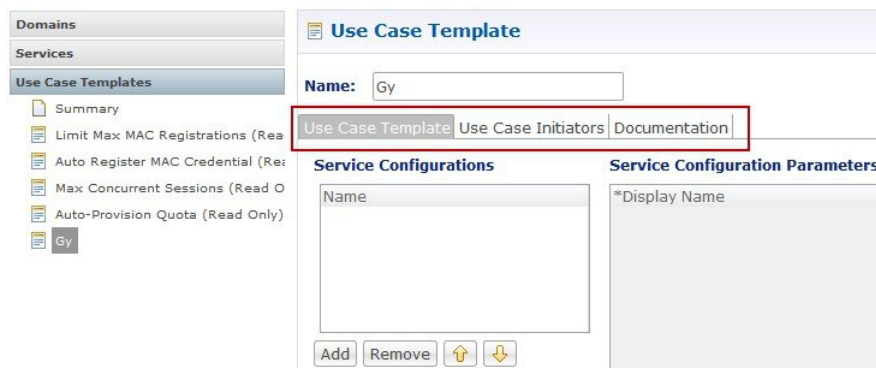 Domains
Services
Use Case Templates
Summary
Limit Max MAC Registrations (Rea
Auto Register MAC Credential (Rea
Max Concurrent Sessions (Read O
Auto-Provision Quota (Read Only)
Gy
Use Case Template
Name: Gy
Use Case Template Use Case Initiators Documentation
Service Configurations Service Configuration Parameters
Name *Display Name
Add Remove